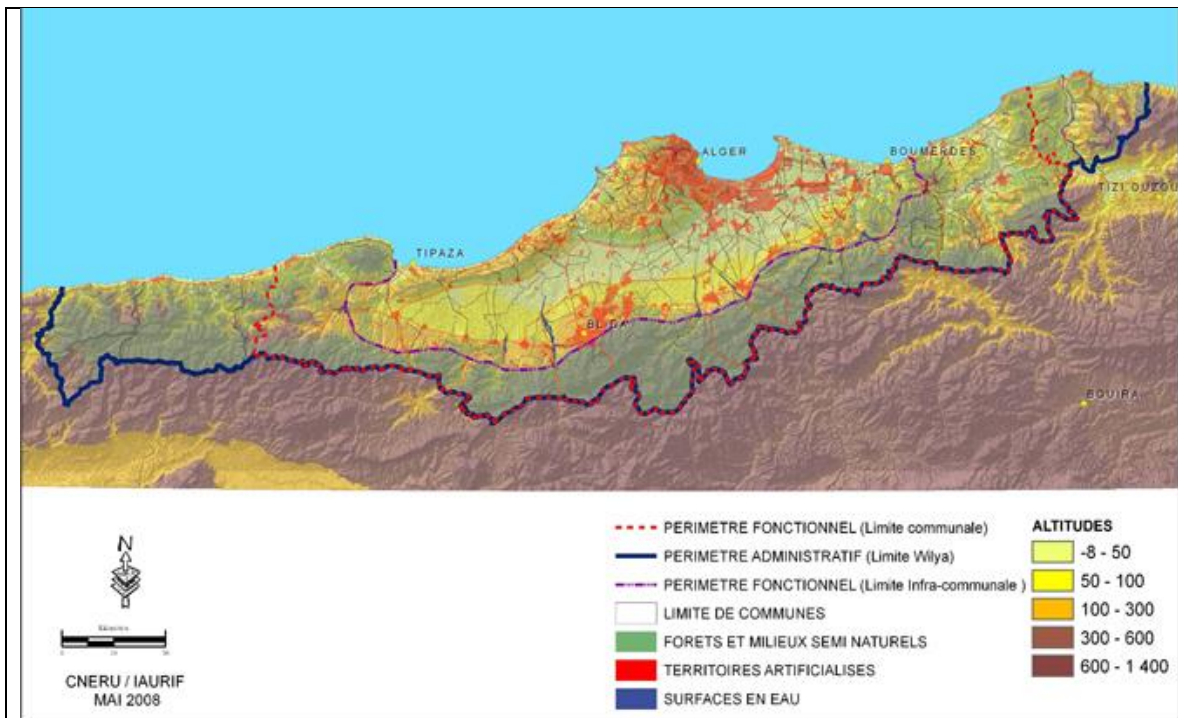 ALGER
BOUMERDES
TIZI OUZOU
TIPAZA
BLIDA
BOUIRA
N
CNERU / IAURIF
MAI 2008
PERIMETRE FONCTIONNEL (Limite communale)
PERIMETRE ADMINISTRATIF (Limite Wilya)
PERIMETRE FONCTIONNEL (Limite Infra-communale )
LIMITE DE COMMUNES
FORETS ET MILIEUX SEMI NATURELS
TERRITOIRES ARTIFICIALISES
SURFACES EN EAU
ALTITUDES
-8 - 50
50 - 100
100 - 300
300 - 600
600 - 1 400